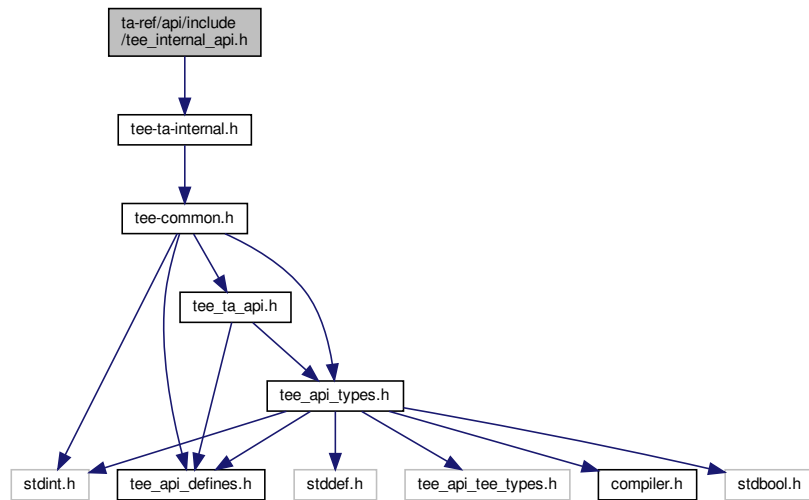 ta-ref/api/include
/tee_internal_api.h
tee-ta-internal.h
tee-common.h
tee_ta_api.h
tee_api_types.h
stdint.h
tee_api_defines.h
stddef.h
tee_api_tee_types.h
compiler.h
stdbool.h